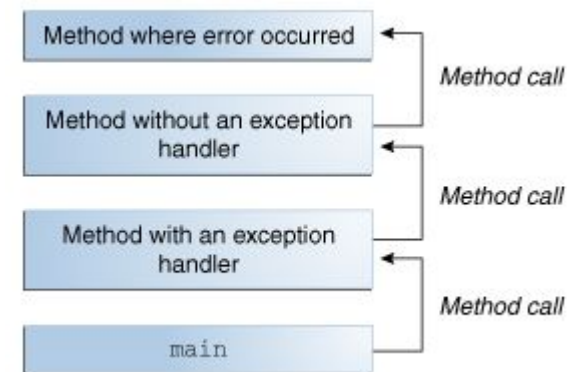 Method where error occurred
Method call
Method without an exception
handler
Method call
Method with an exception
handler
Method call
main